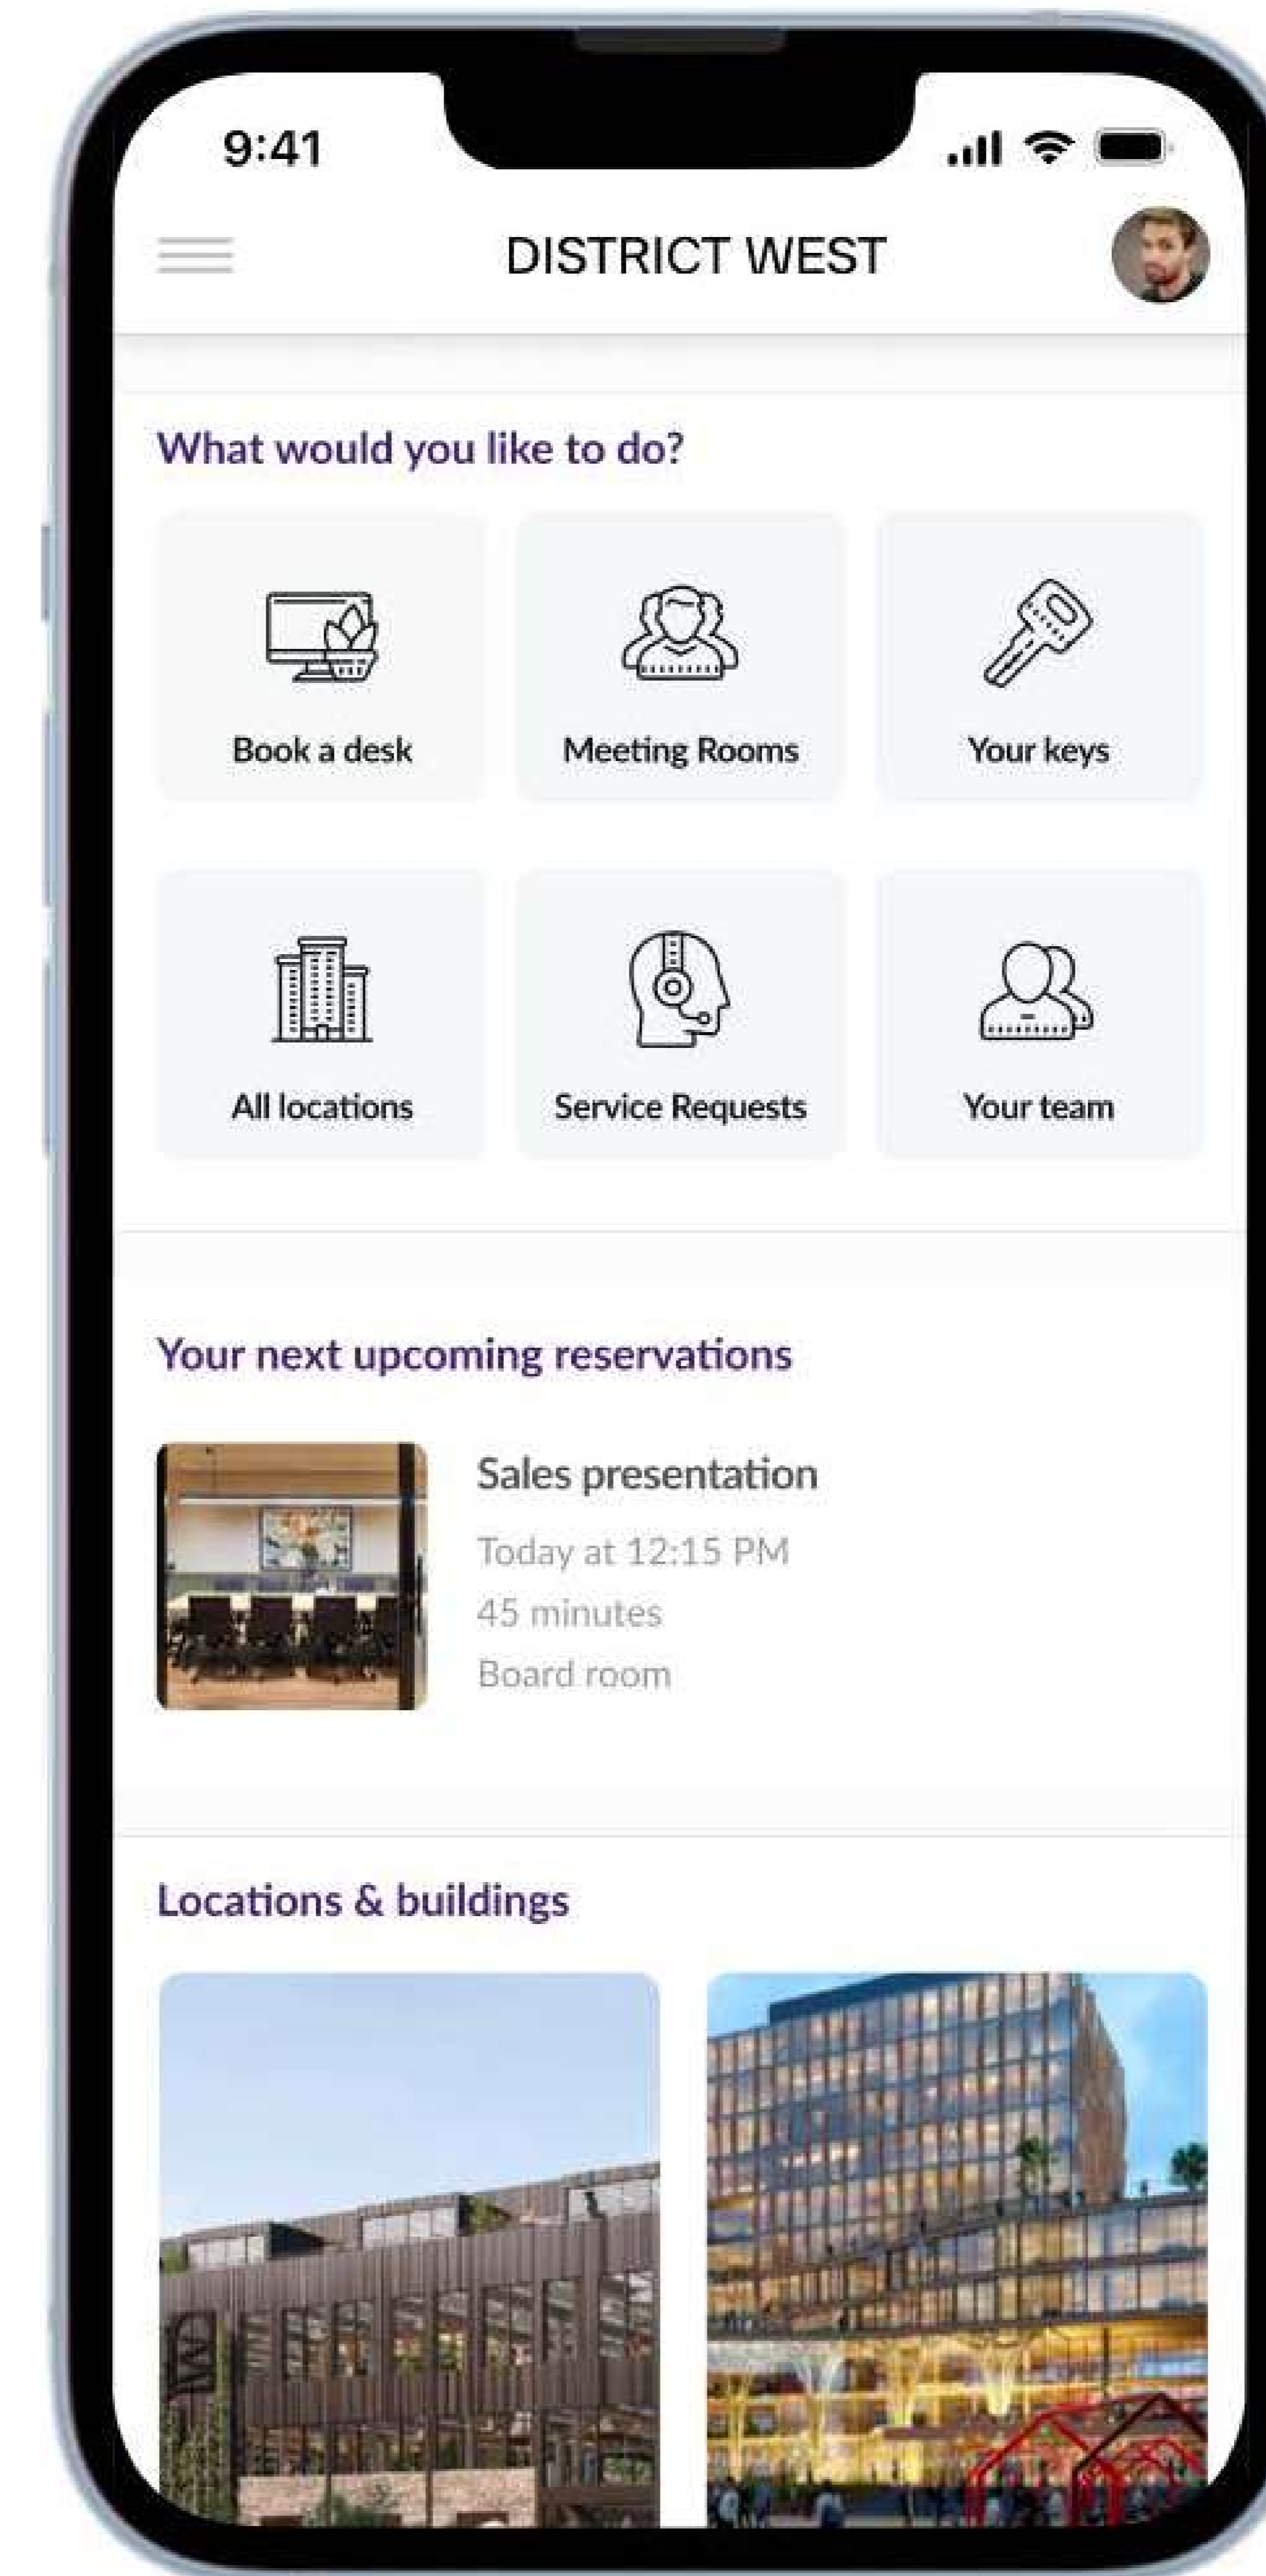 9:41
DISTRICT WEST
What would you like to do?
Book a desk
Meeting Rooms
Your keys
All locations
Service Requests
Your team
Your next upcoming reservations
Sales presentation
Today at 12:15 PM
45 minutes
Board room
Locations & buildings